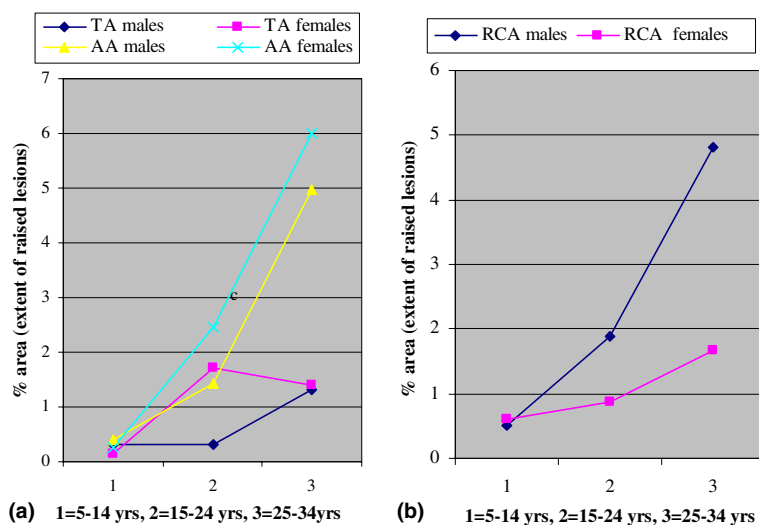 TA males TA females
AA males AA females
% area (extent of raised lesions)
7
6
5
4
3
2
1
0
c
1 2 3
(a) 1=5-14 yrs, 2=15-24 yrs, 3=25-34yrs
RCA males RCA females
% area (extent of raised lesions)
6
5
4
3
2
1
0
1 2 3
(b) 1=5-14 yrs, 2=15-24 yrs, 3=25-34 yrs